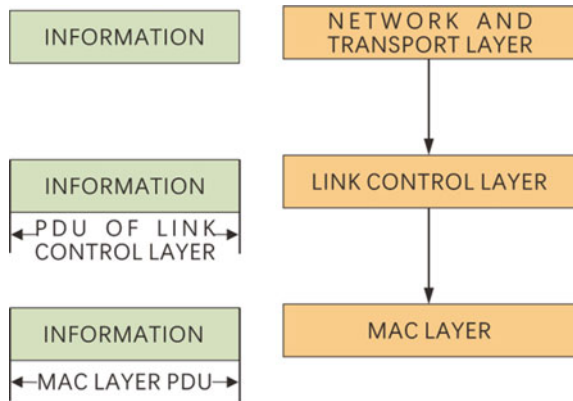 INFORMATION
NETWORK AND
TRANSPORT LAYER
INFORMATION
PDU OF LINK
CONTROL LAYER
LINK CONTROL LAYER
INFORMATION
MAC LAYER PDU
MAC LAYER